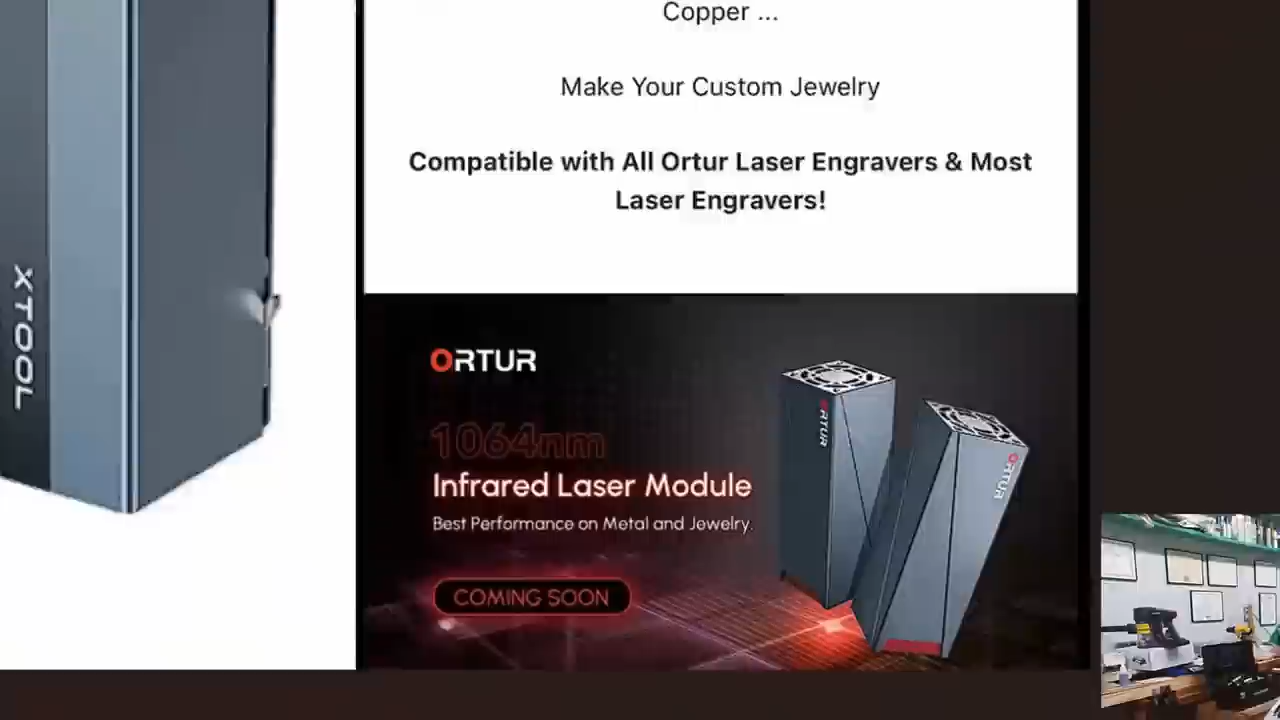 XTOOL
Copper ...
Make Your Custom Jewelry
Compatible with All Ortur Laser Engravers & Most
Laser Engravers!
ORTUR
1064nm
Infrared Laser Module
Best Performance on Metal and Jewelry.
COMING SOON
ORTUR
ORTUR